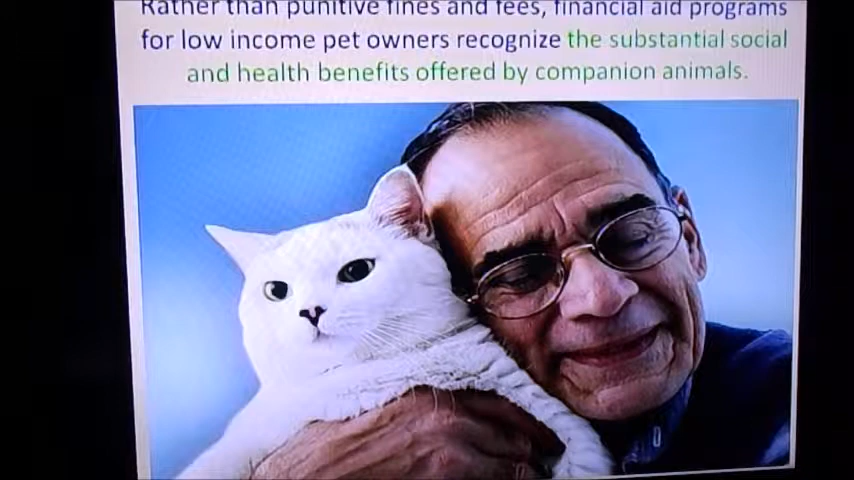 Rather than punitive fines and fees, financial aid programs
for low income pet owners recognize the substantial social
and health benefits offered by companion animals.